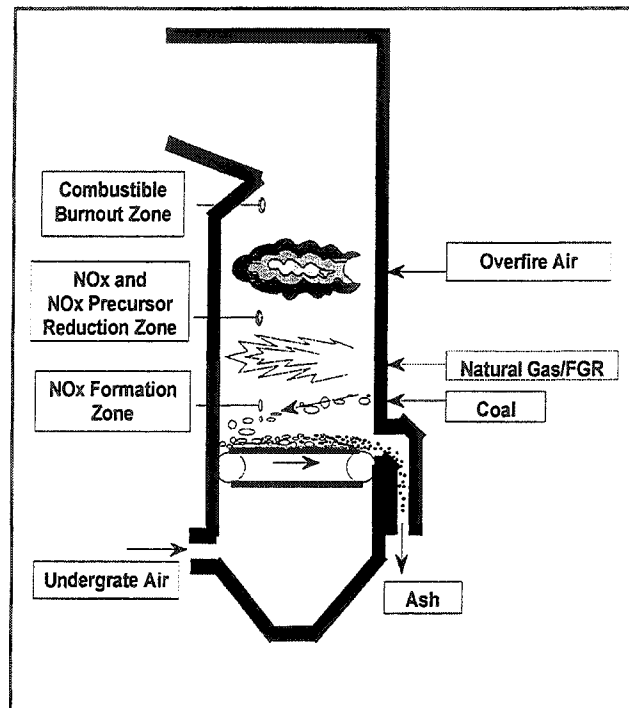 Combustible
Burnout Zone
Overfire Air
NOx and
NOx Precursor
Reduction Zone
Natural Gas/FGR
NOx Formation
Zone
Coal
Undergrate Air
Ash